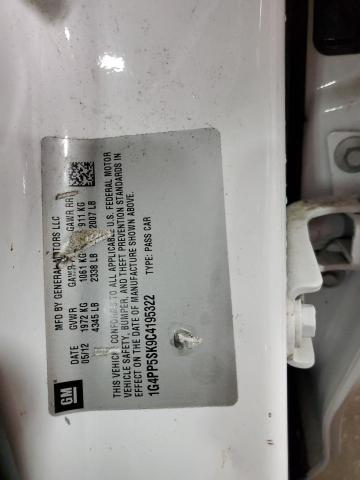 GM
MFD BY GENERAL MOTORS LLC
DATE GVWR GAWR GAWR RR
05/12 1972 KG 1061 KG 911 KG
4345 LB 2338 LB 2007 LB
THIS VEHICLE CONFORMS TO ALL APPLICABLE U.S. FEDERAL MOTOR
VEHICLE SAFETY, BUMPER, AND THEFT PREVENTION STANDARDS IN
EFFECT ON THE DATE OF MANUFACTURE SHOWN ABOVE.
1G4PP5SK9C4195322 TYPE: PASS CAR